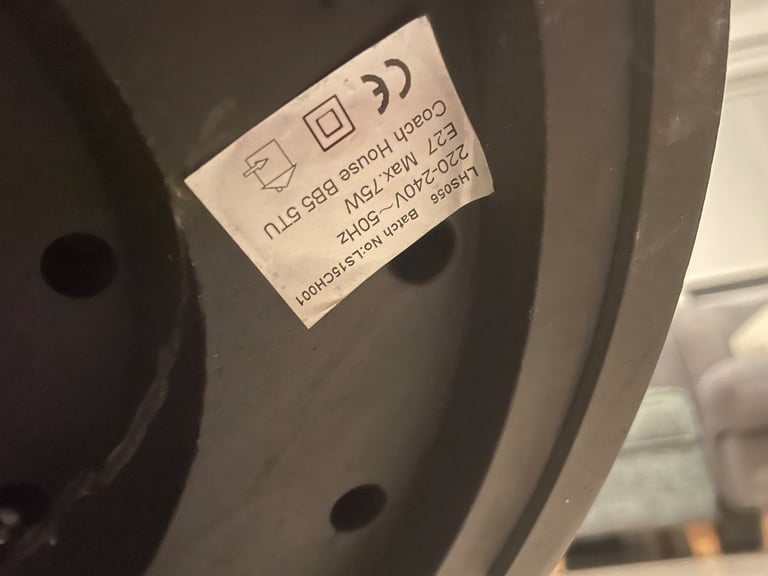 LHS056 Batch No:LS15CH001
220-240V~50Hz
E27 Max.75W
Coach House BB5 5TU
CE